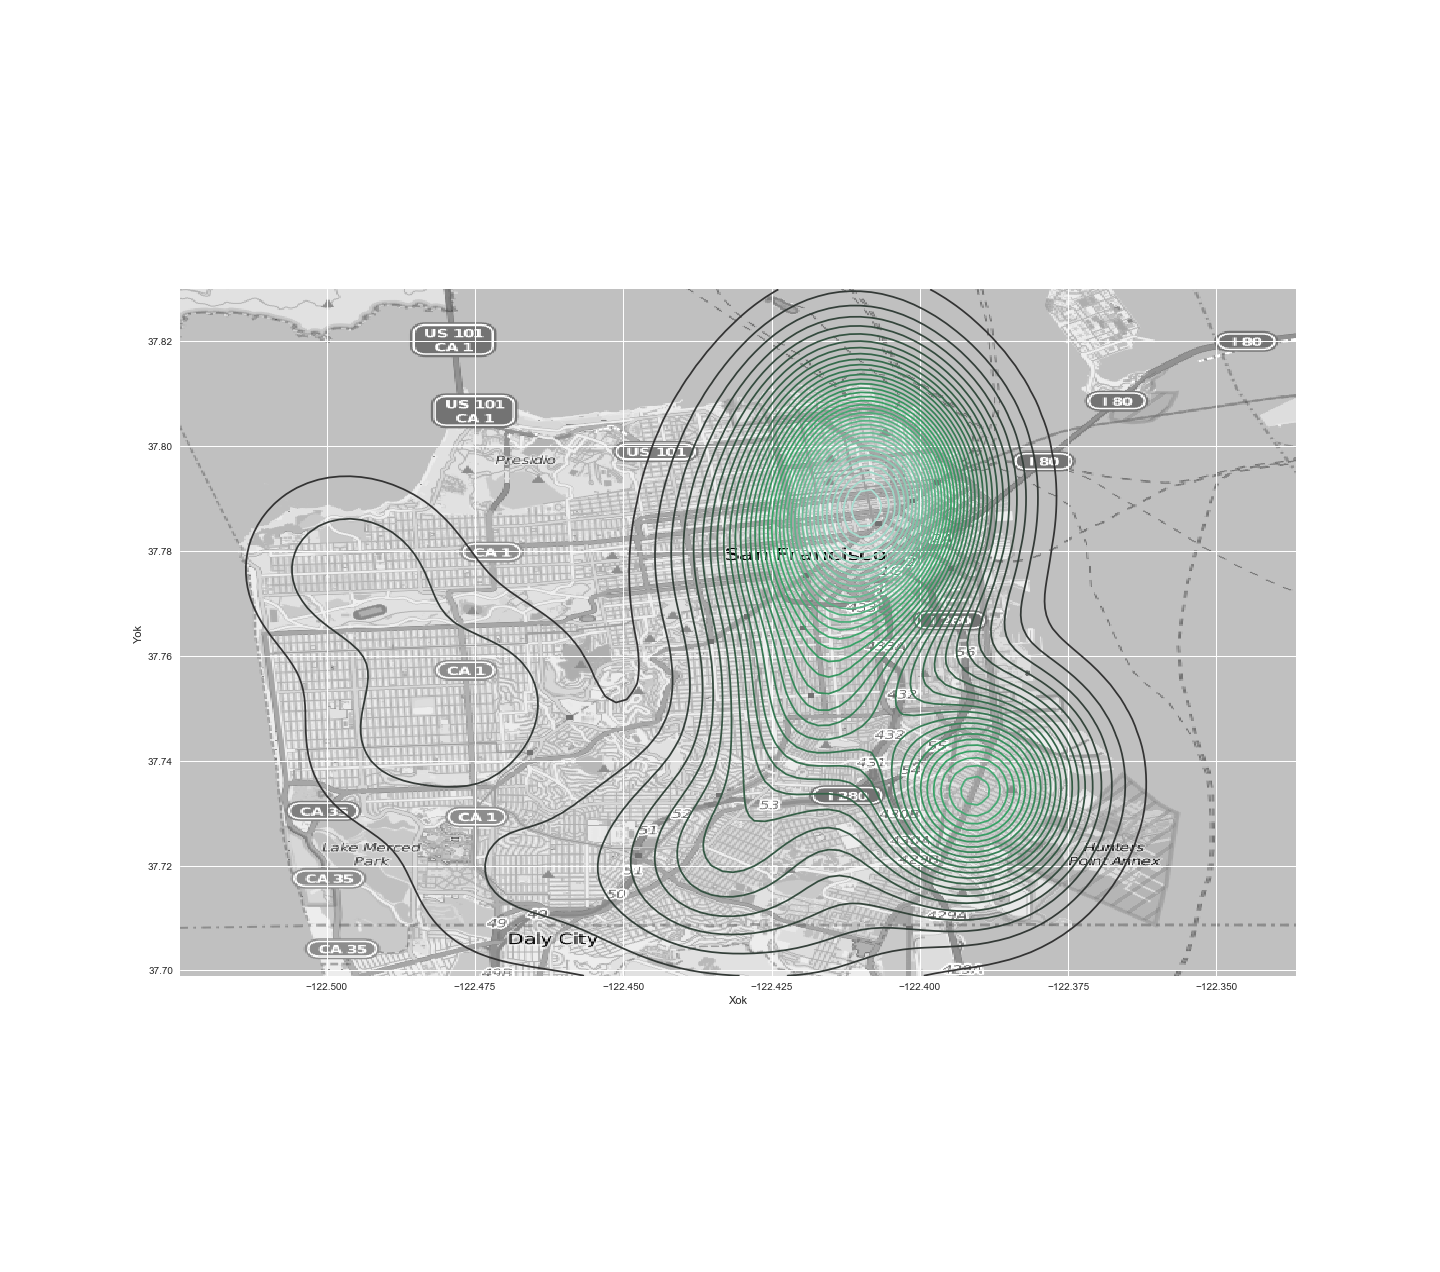 US 101
CA 1
I 80
37.82
I 80
US 101
CA 1
37.80
US 101
Presidio
I 80
CA 1
San Francisco
37.78
37.76
56
Yok
CA 1
432
432
55
431
54
37.74
I 280
53
CA 35
CA 1
430B
52
51
Lake Merced
Park
Hunters
Point Annex
37.72
51
CA 35
50
49
49
429A
Daly City
CA 35
37.70
49B
429A
−122.500
−122.475
−122.450
−122.425
−122.400
−122.375
−122.350
Xok